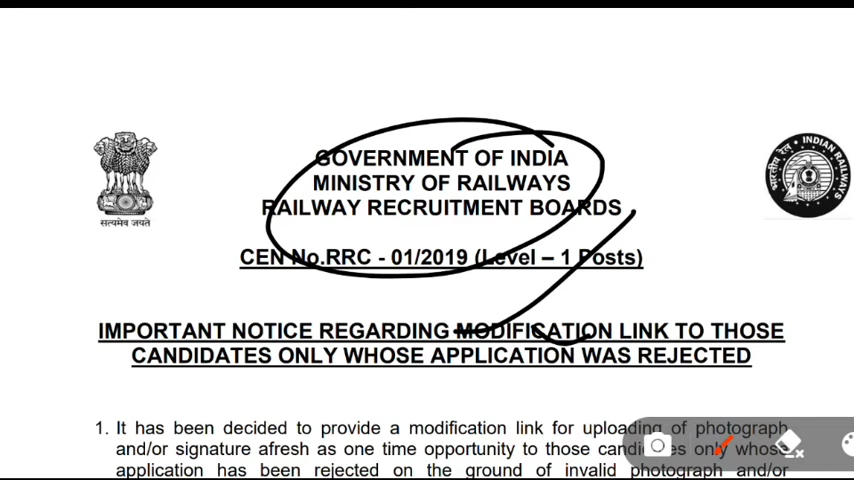 GOVERNMENT OF INDIA
MINISTRY OF RAILWAYS
RAILWAY RECRUITMENT BOARDS
सत्यमेव जयते
भारतीय रेल INDIAN RAILWAYS
CEN No.RRC - 01/2019 (Level – 1 Posts)
IMPORTANT NOTICE REGARDING MODIFICATION LINK TO THOSE
CANDIDATES ONLY WHOSE APPLICATION WAS REJECTED
1. It has been decided to provide a modification link for uploading of photograph
and/or signature afresh as one time opportunity to those only whose
application has been rejected on the ground of invalid photograph and/or